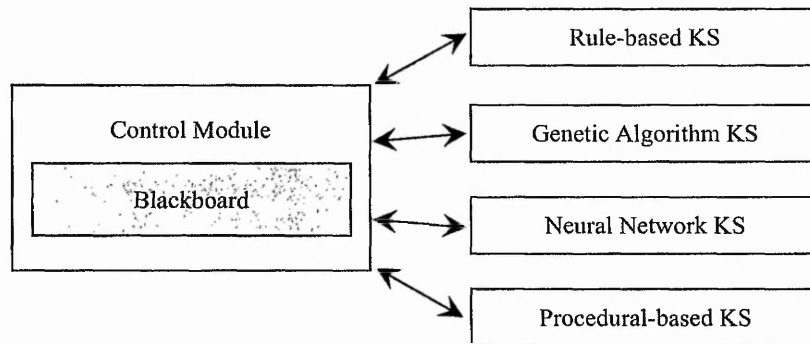 Rule-based KS
Control Module
Genetic Algorithm KS
Blackboard
Neural Network KS
Procedural-based KS